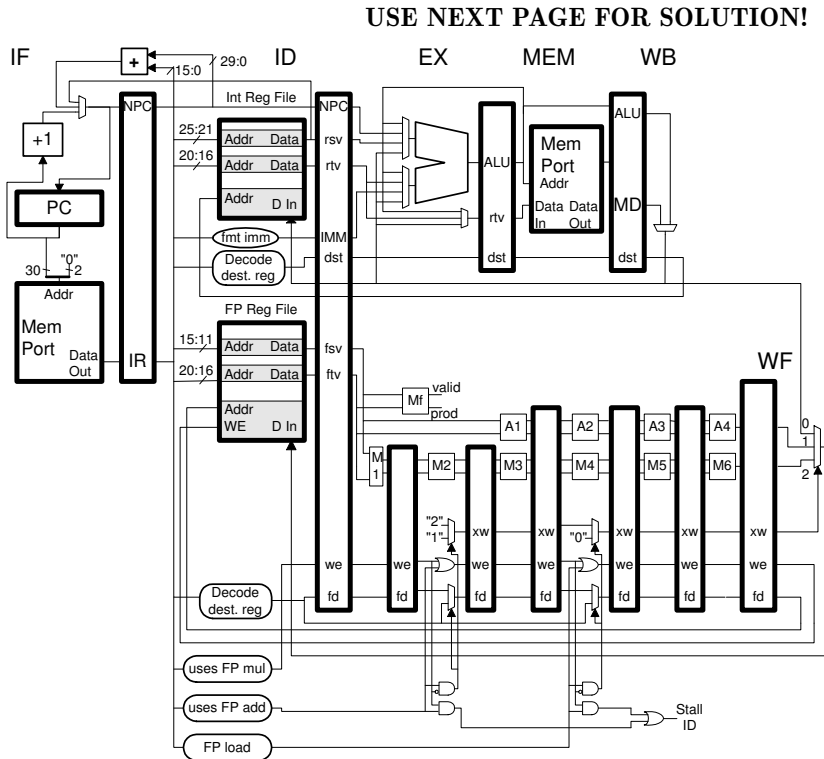 USE NEXT PAGE FOR SOLUTION!
IF
ID
EX
MEM
WB
+
15:0
29:0
Int Reg File
NPC
NPC
+1
PC
30
"0"
2
Addr
Mem
Port
Data
Out
IR
25:21
Addr Data
20:16
Addr Data
Addr
D In
rsv
rtv
fmt imm
IMM
Decode
dest. reg
dst
ALU
rtv
dst
Mem
Port
Addr
Data
In
Data
Out
ALU
MD
dst
FP Reg File
15:11
Addr Data
20:16
Addr Data
Addr
WE D In
fsv
ftv
Mf
valid
prod
WF
A1
A2
A3
A4
M
1
M2
M3
M4
M5
M6
0
1
2
"2"
"1"
xw
xw
"0"
xw
xw
xw
we
we
we
we
we
we
we
Decode
dest. reg
fd
fd
fd
fd
fd
fd
fd
uses FP mul
uses FP add
FP load
Stall
ID